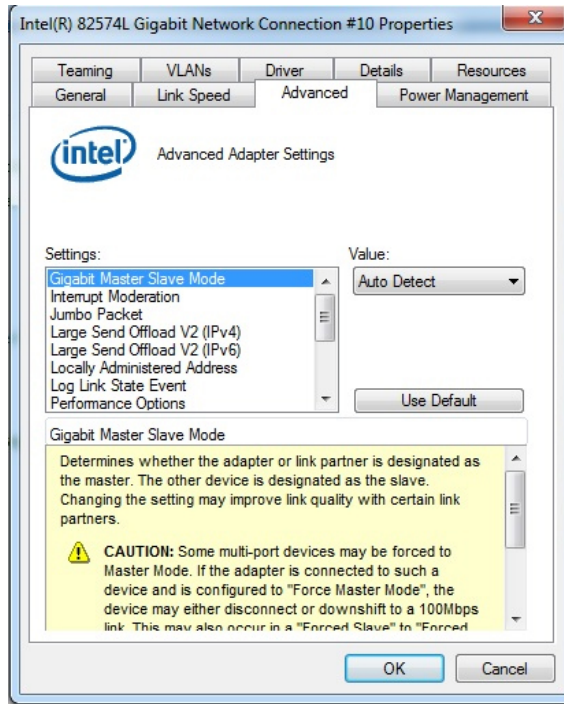 Intel(R) 82574L Gigabit Network Connection #10 Properties
Teaming VLANs Driver Details Resources
General Link Speed Advanced Power Management
intel Advanced Adapter Settings
Settings: Value:
Gigabit Master Slave Mode Auto Detect
Interrupt Moderation
Jumbo Packet
Large Send Offload V2 (IPv4)
Large Send Offload V2 (IPv6)
Locally Administered Address
Log Link State Event
Performance Options Use Default
Gigabit Master Slave Mode
Determines whether the adapter or link partner is designated as
the master. The other device is designated as the slave.
Changing the setting may improve link quality with certain link
partners.
CAUTION: Some multi-port devices may be forced to
Master Mode. If the adapter is connected to such a
device and is configured to "Force Master Mode", the
device may either disconnect or downshift to a 100Mbps
link. This may also occur in a "Forced Slave" to "Forced
OK Cancel